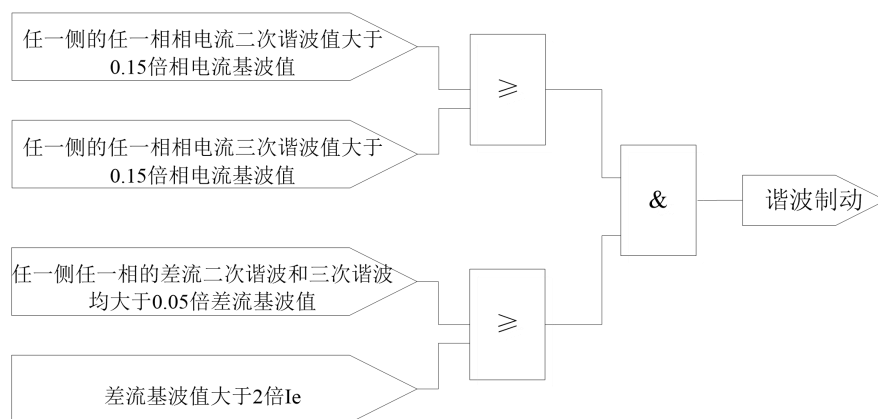 任一侧的任一相相电流二次谐波值大于
0.15倍相电流基波值
≥
任一侧的任一相相电流三次谐波值大于
0.15倍相电流基波值
&
谐波制动
任一侧任一相的差流二次谐波和三次谐波
均大于0.05倍差流基波值
≥
差流基波值大于2倍Ie